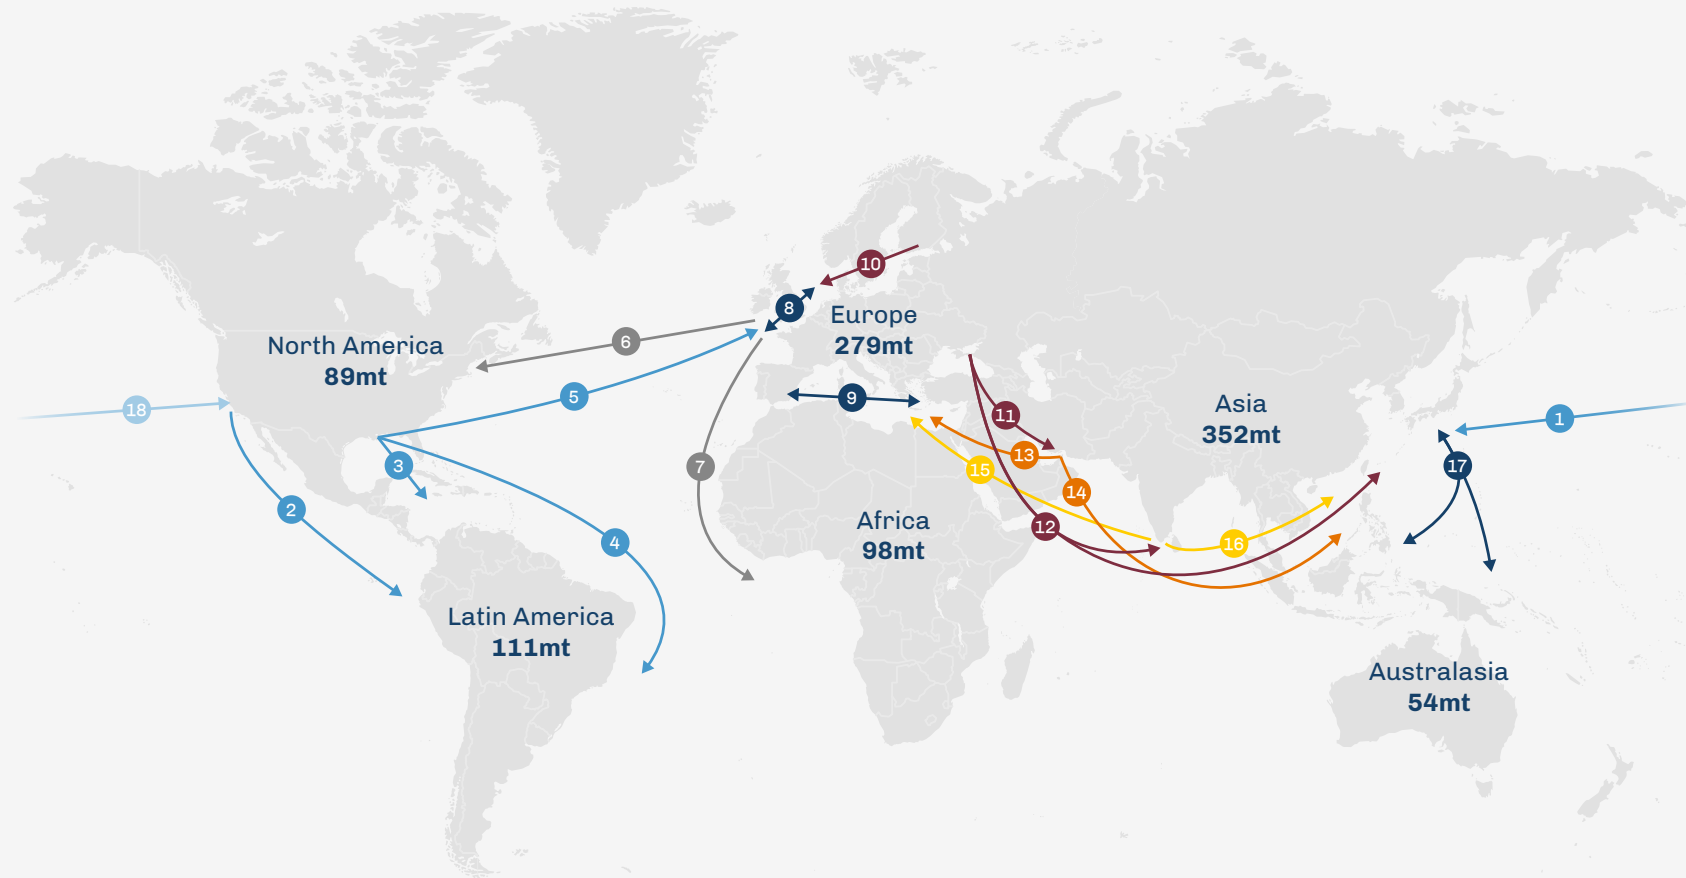 10
8
Europe
279mt
6
North America
89mt
5
9
18
11
Asia
352mt
1
13
3
7
15
17
14
2
Africa
98mt
12
4
16
Latin America
111mt
Australasia
54mt